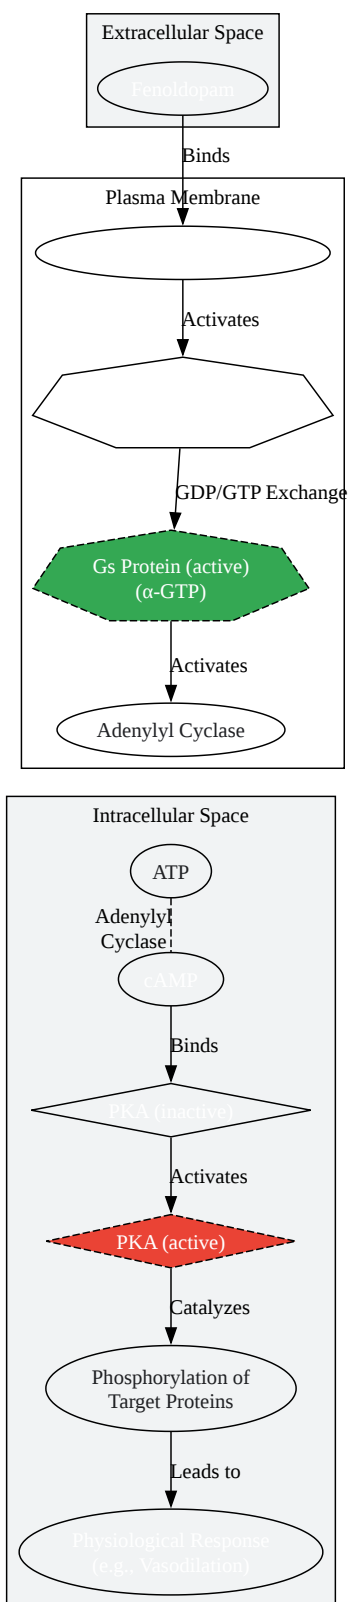 Extracellular Space
Fenoldopam
Binds
Plasma Membrane
Activates
GDP/GTP Exchange
Gs Protein (active)
(α-GTP)
Activates
Adenylyl Cyclase
Intracellular Space
ATP
Adenylyl
Cyclase
cAMP
Binds
PKA (inactive)
Activates
PKA (active)
Catalyzes
Phosphorylation of
Target Proteins
Leads to
Physiological Response
(e.g., Vasodilation)